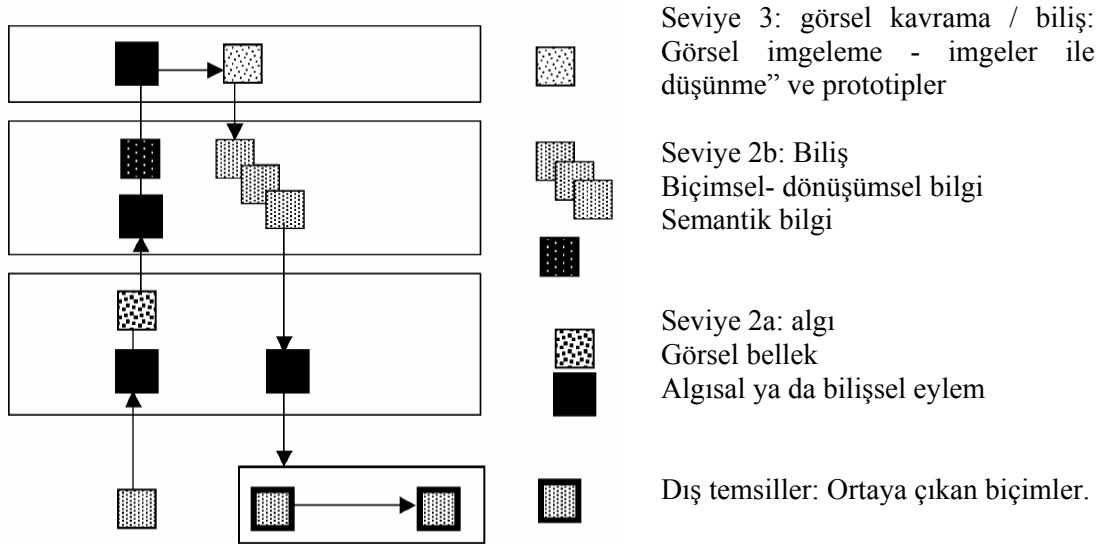 Seviye 3: görsel kavrama / biliş:
Görsel imgeleme - imgeler ile
düşünme” ve prototipler
Seviye 2b: Biliş
Biçimsel- dönüşümsel bilgi
Semantik bilgi
Seviye 2a: algı
Görsel bellek
Algısal ya da bilişsel eylem
Dış temsiller: Ortaya çıkan biçimler.